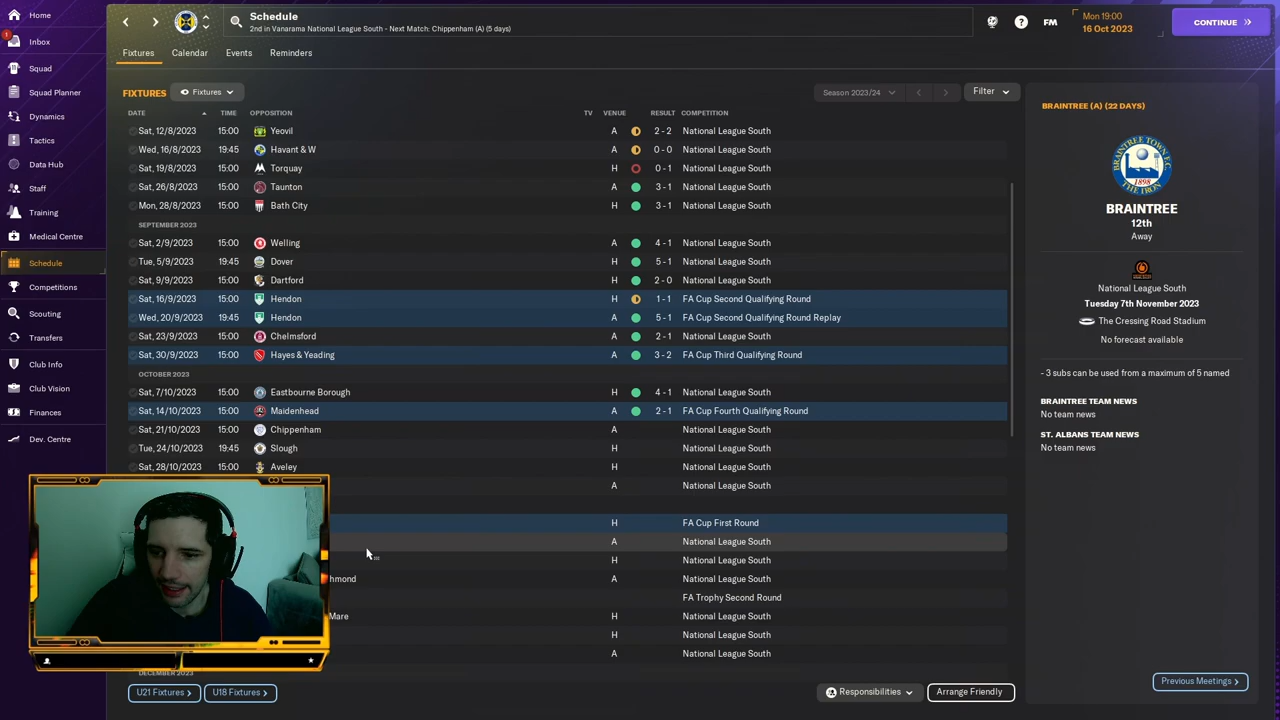 Home
1
Inbox
Squad
Squad Planner
Dynamics
Tactics
Data Hub
Staff
Training
Medical Centre
Schedule
Competitions
Scouting
Transfers
Club Info
Club Vision
Finances
Dev. Centre
Schedule
2nd in Vanarama National League South - Next Match: Chippenham (A) (5 days)
?
FM
Mon 19:00
16 Oct 2023
CONTINUE
Fixtures
Calendar
Events
Reminders
FIXTURES
Fixtures
Season 2023/24
Filter
DATE TIME OPPOSITION TV VENUE RESULT COMPETITION
Sat, 12/8/2023 15:00 Yeovil A 2 - 2 National League South
Wed, 16/8/2023 19:45 Havant & W A 0 - 0 National League South
Sat, 19/8/2023 15:00 Torquay H 0 - 1 National League South
Sat, 26/8/2023 15:00 Taunton A 3 - 1 National League South
Mon, 28/8/2023 15:00 Bath City H 3 - 1 National League South
SEPTEMBER 2023
Sat, 2/9/2023 15:00 Welling A 4 - 1 National League South
Tue, 5/9/2023 19:45 Dover H 5 - 1 National League South
Sat, 9/9/2023 15:00 Dartford H 2 - 0 National League South
Sat, 16/9/2023 15:00 Hendon H 1 - 1 FA Cup Second Qualifying Round
Wed, 20/9/2023 19:45 Hendon A 5 - 1 FA Cup Second Qualifying Round Replay
Sat, 23/9/2023 15:00 Chelmsford A 2 - 1 National League South
Sat, 30/9/2023 15:00 Hayes & Yeading A 3 - 2 FA Cup Third Qualifying Round
OCTOBER 2023
Sat, 7/10/2023 15:00 Eastbourne Borough H 4 - 1 National League South
Sat, 14/10/2023 15:00 Maidenhead A 2 - 1 FA Cup Fourth Qualifying Round
Sat, 21/10/2023 15:00 Chippenham A National League South
Tue, 24/10/2023 19:45 Slough H National League South
Sat, 28/10/2023 15:00 Aveley H National League South
A National League South
H FA Cup First Round
A National League South
H National League South
hmond A National League South
FA Trophy Second Round
Mare H National League South
H National League South
A National League South
DECEMBER 2023
U21 Fixtures
U18 Fixtures
Responsibilities
Arrange Friendly
BRAINTREE (A) (22 DAYS)
BRAINTREE TOWN F.C.
1898
THE IRON
BRAINTREE
12th
Away
National League South
Tuesday 7th November 2023
The Cressing Road Stadium
No forecast available
- 3 subs can be used from a maximum of 5 named
BRAINTREE TEAM NEWS
No team news
ST. ALBANS TEAM NEWS
No team news
Previous Meetings